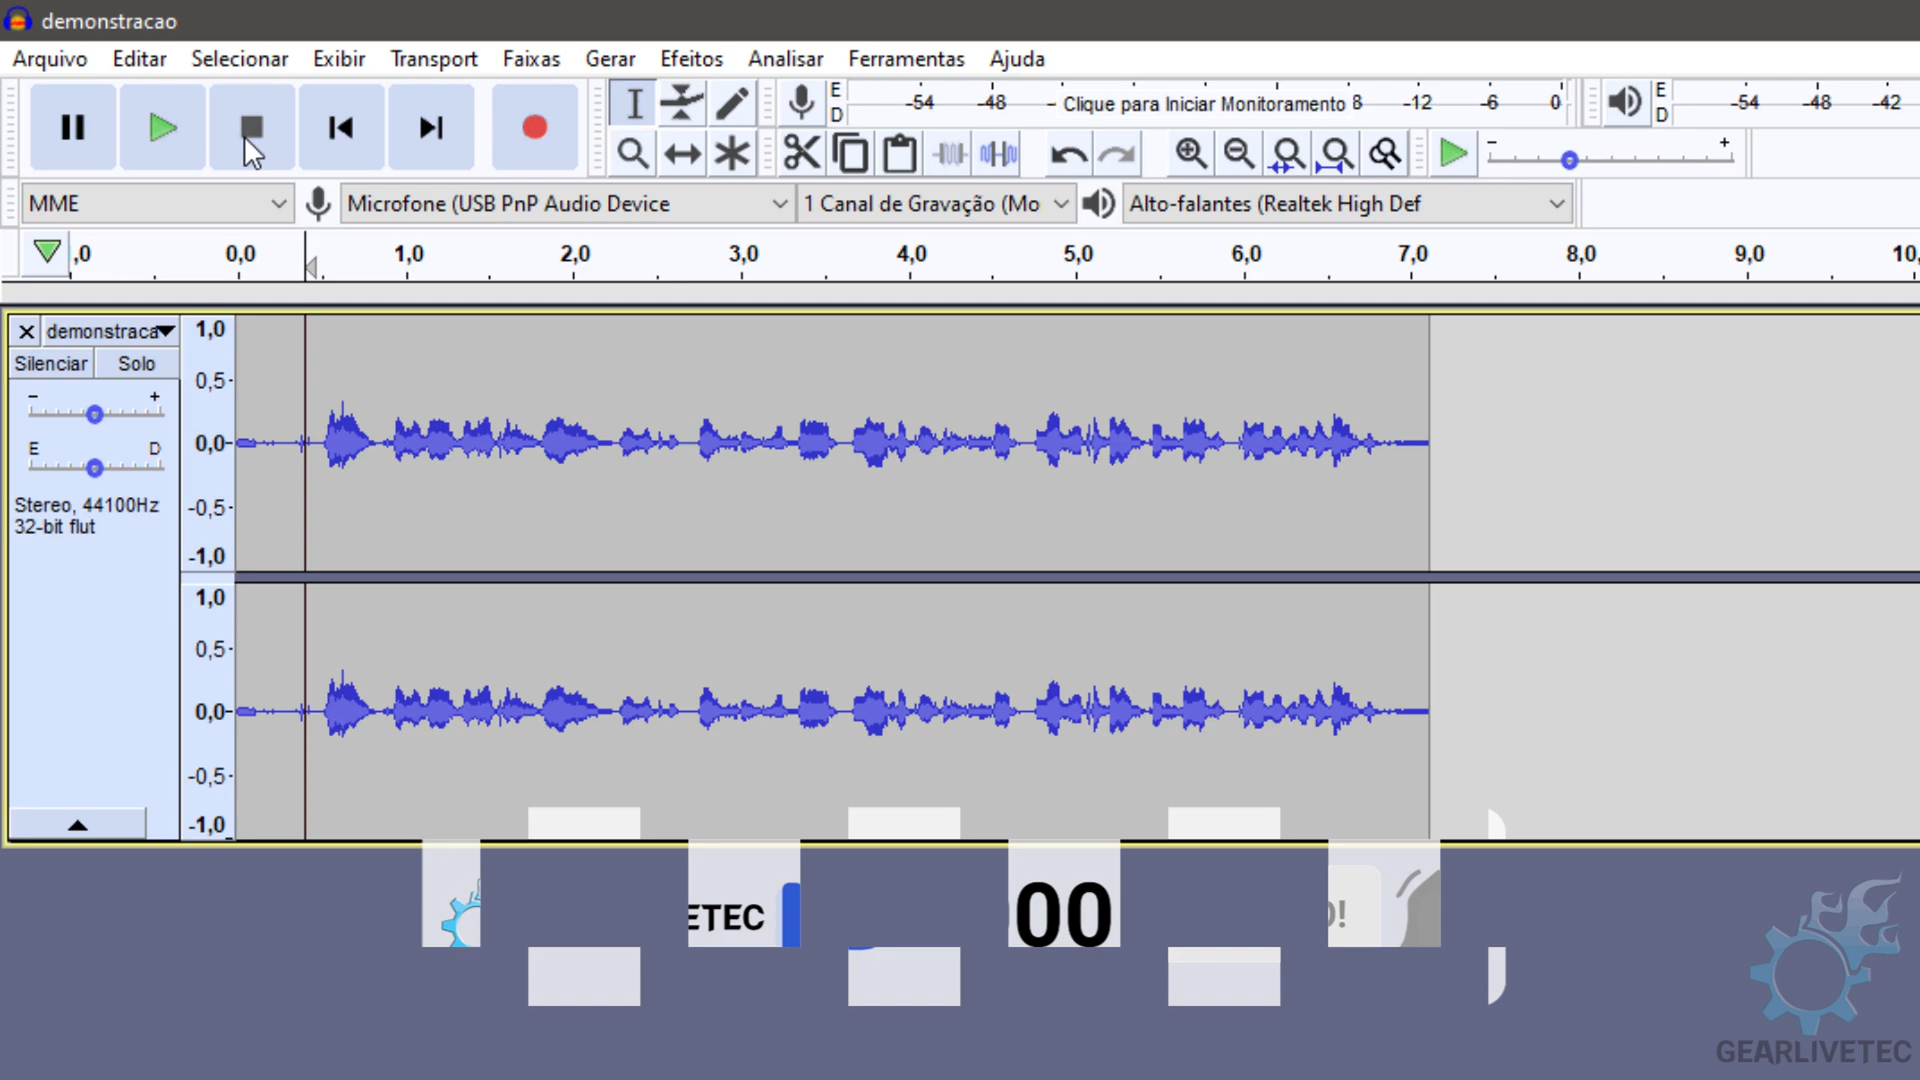 demonstracao
Arquivo Editar Selecionar Exibir Transport Faixas Gerar Efeitos Analisar Ferramentas Ajuda
E
D
-54 -48 - Clique para Iniciar Monitoramento 8 -12 -6 0
E
D
-54 -48 -42
- +
MME Microfone (USB PnP Audio Device 1 Canal de Gravação (Mo Alto-falantes (Realtek High Def
,0 0,0 1,0 2,0 3,0 4,0 5,0 6,0 7,0 8,0 9,0 10,
demonstraca
Silenciar Solo
- +
E D
Stereo, 44100Hz
32-bit flut
1,0
0,5
0,0
-0,5
-1,0
1,0
0,5
0,0
-0,5
-1,0
ETEC 00 !
GEARLIVETEC